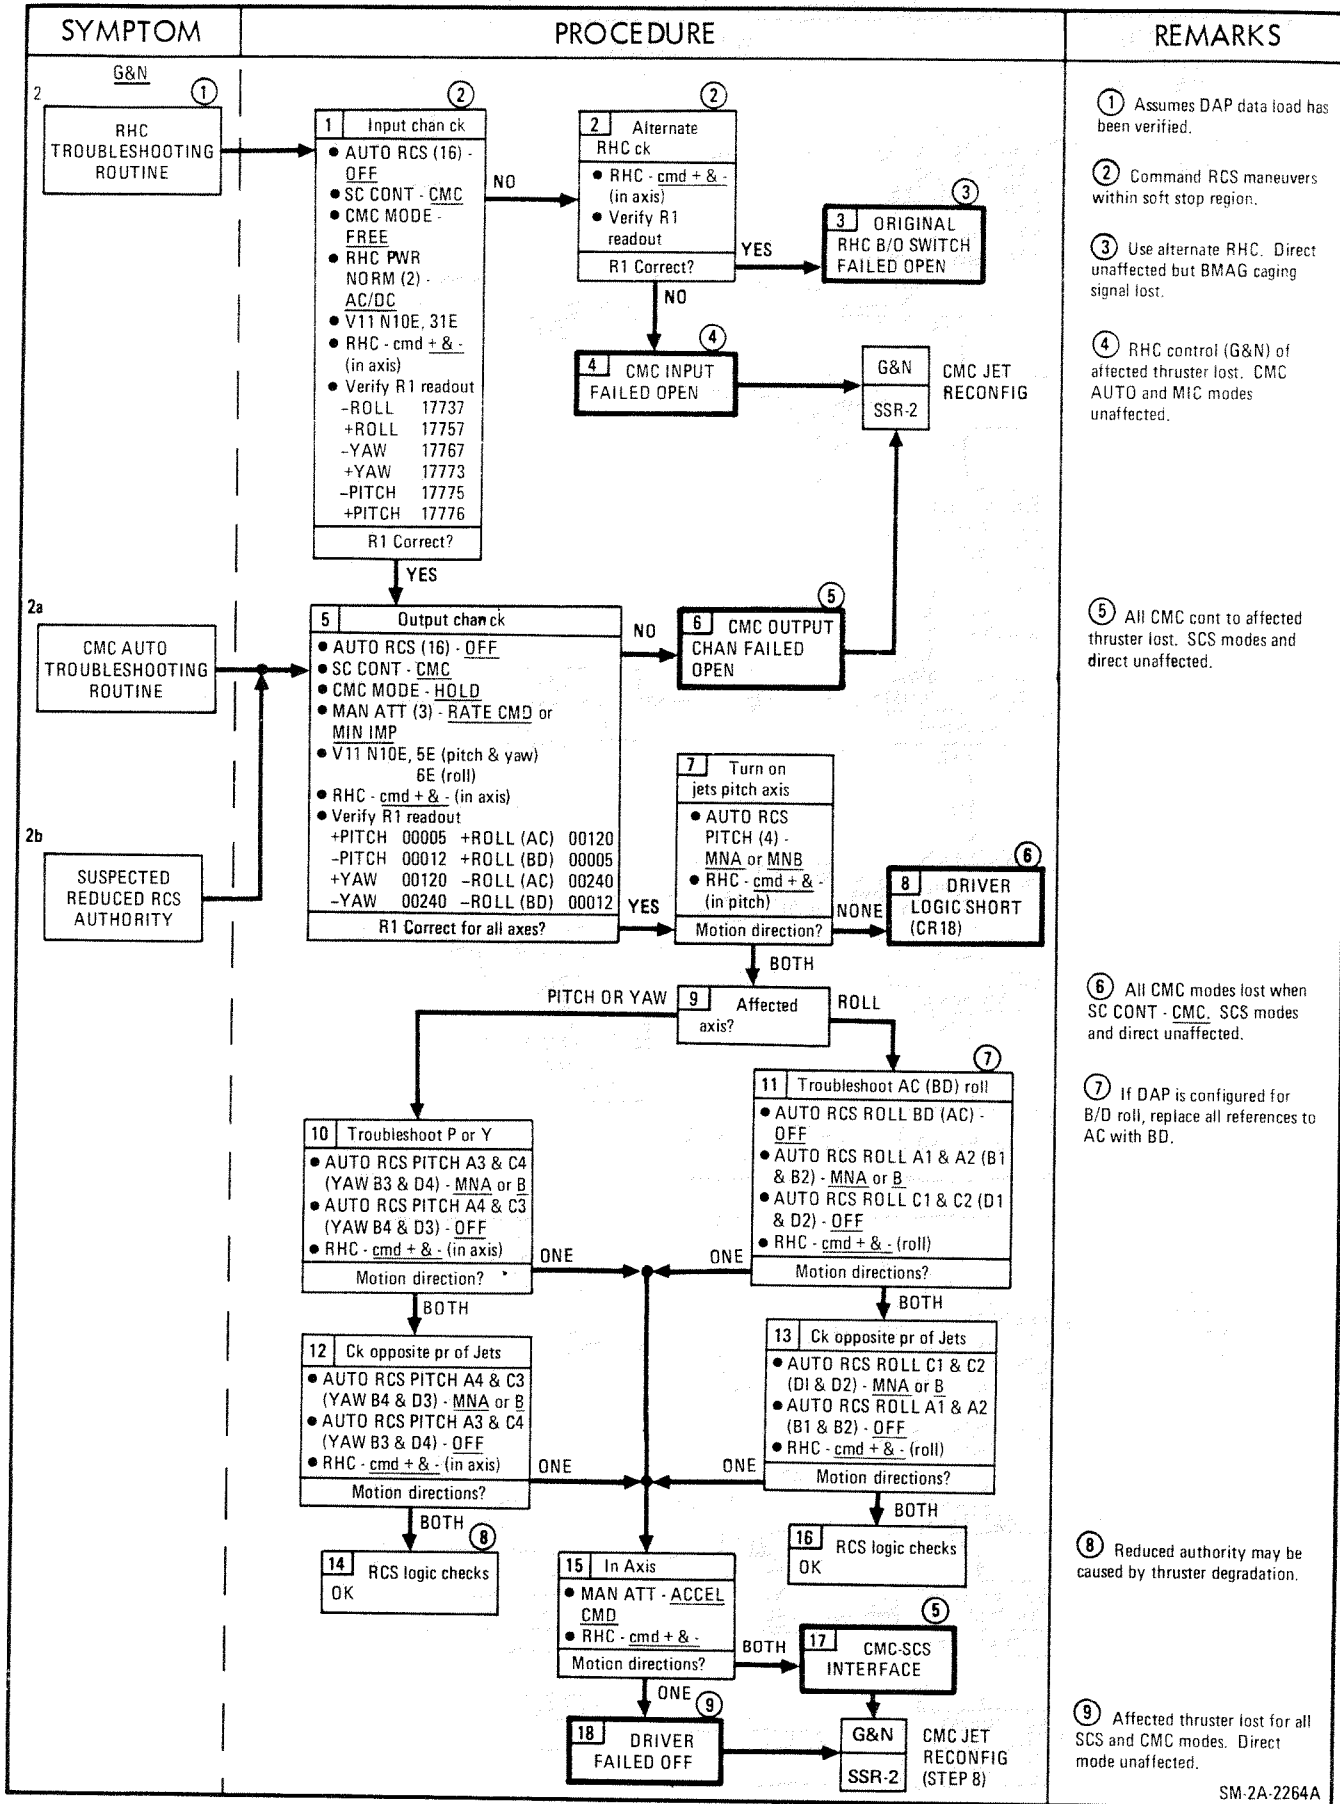 SYMPTOM
PROCEDURE
REMARKS
G&N
2
①
RHC
TROUBLESHOOTING
ROUTINE
②
1 Input chan ck
• AUTO RCS (16) -
OFF
• SC CONT - CMC
• CMC MODE -
FREE
• RHC PWR
NORM (2) -
AC/DC
• V11 N10E, 31E
• RHC - cmd + & -
(in axis)
• Verify R1 readout
-ROLL 17737
+ROLL 17757
-YAW 17767
+YAW 17773
-PITCH 17775
+PITCH 17776
R1 Correct?
NO
YES
②
2 Alternate
RHC ck
• RHC - cmd + & -
(in axis)
• Verify R1
readout
R1 Correct?
YES
NO
③
3 ORIGINAL
RHC B/O SWITCH
FAILED OPEN
④
4 CMC INPUT
FAILED OPEN
G&N
SSR-2
CMC JET
RECONFIG
2a
CMC AUTO
TROUBLESHOOTING
ROUTINE
2b
SUSPECTED
REDUCED RCS
AUTHORITY
5 Output chan ck
• AUTO RCS (16) - OFF
• SC CONT - CMC
• CMC MODE - HOLD
• MAN ATT (3) - RATE CMD or
MIN IMP
• V11 N10E, 5E (pitch & yaw)
6E (roll)
• RHC - cmd + & - (in axis)
• Verify R1 readout
+PITCH 00005 +ROLL (AC) 00120
-PITCH 00012 +ROLL (BD) 00005
+YAW 00120 -ROLL (AC) 00240
-YAW 00240 -ROLL (BD) 00012
R1 Correct for all axes?
NO
YES
⑤
6 CMC OUTPUT
CHAN FAILED
OPEN
7 Turn on
jets pitch axis
• AUTO RCS
PITCH (4) -
MNA or MNB
• RHC - cmd + & -
(in pitch)
Motion direction?
NONE
BOTH
⑥
8 DRIVER
LOGIC SHORT
(CR18)
PITCH OR YAW
9 Affected
axis?
ROLL
10 Troubleshoot P or Y
• AUTO RCS PITCH A3 & C4
(YAW B3 & D4) - MNA or B
• AUTO RCS PITCH A4 & C3
(YAW B4 & D3) - OFF
• RHC - cmd + & - (in axis)
Motion direction?
ONE
BOTH
⑦
11 Troubleshoot AC (BD) roll
• AUTO RCS ROLL BD (AC) -
OFF
• AUTO RCS ROLL A1 & A2 (B1
& B2) - MNA or B
• AUTO RCS ROLL C1 & C2 (D1
& D2) - OFF
• RHC - cmd + & - (roll)
Motion directions?
ONE
BOTH
12 Ck opposite pr of Jets
• AUTO RCS PITCH A4 & C3
(YAW B4 & D3) - MNA or B
• AUTO RCS PITCH A3 & C4
(YAW B3 & D4) - OFF
• RHC - cmd + & - (in axis)
Motion directions?
ONE
BOTH
13 Ck opposite pr of Jets
• AUTO RCS ROLL C1 & C2
(DI & D2) - MNA or B
• AUTO RCS ROLL A1 & A2
(B1 & B2) - OFF
• RHC - cmd + & - (roll)
Motion directions?
ONE
BOTH
⑧
14 RCS logic checks
OK
15 In Axis
• MAN ATT - ACCEL
CMD
• RHC - cmd + & -
Motion directions?
BOTH
ONE
16 RCS logic checks
OK
⑤
17 CMC-SCS
INTERFACE
⑨
18 DRIVER
FAILED OFF
G&N
SSR-2
CMC JET
RECONFIG
(STEP 8)
① Assumes DAP data load has
been verified.
② Command RCS maneuvers
within soft stop region.
③ Use alternate RHC. Direct
unaffected but BMAG caging
signal lost.
④ RHC control (G&N) of
affected thruster lost. CMC
AUTO and MIC modes
unaffected.
⑤ All CMC cont to affected
thruster lost. SCS modes and
direct unaffected.
⑥ All CMC modes lost when
SC CONT - CMC. SCS modes
and direct unaffected.
⑦ If DAP is configured for
B/D roll, replace all references to
AC with BD.
⑧ Reduced authority may be
caused by thruster degradation.
⑨ Affected thruster lost for all
SCS and CMC modes. Direct
mode unaffected.
SM-2A-2264A